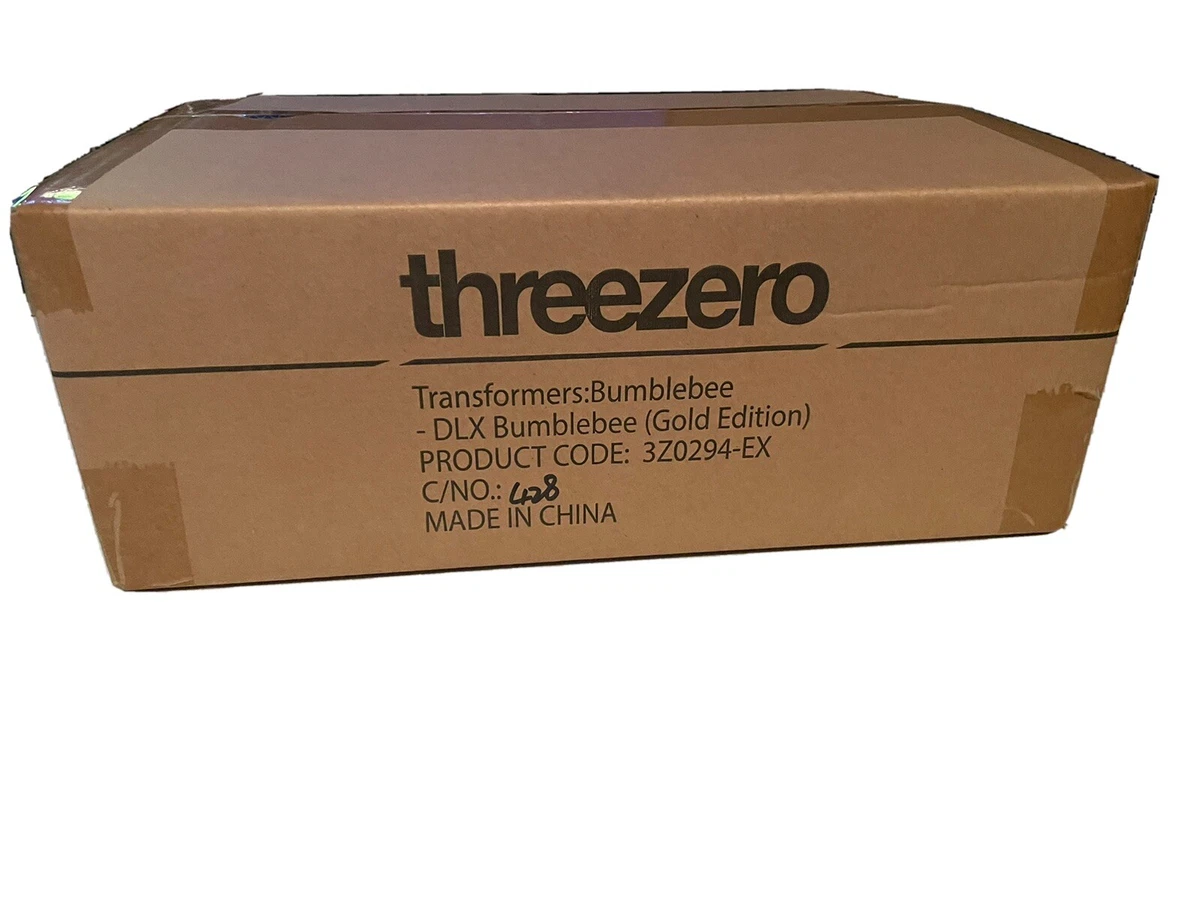 threezero
Transformers:Bumblebee
- DLX Bumblebee (Gold Edition)
PRODUCT CODE: 3Z0294-EX
C/NO.: 428
MADE IN CHINA